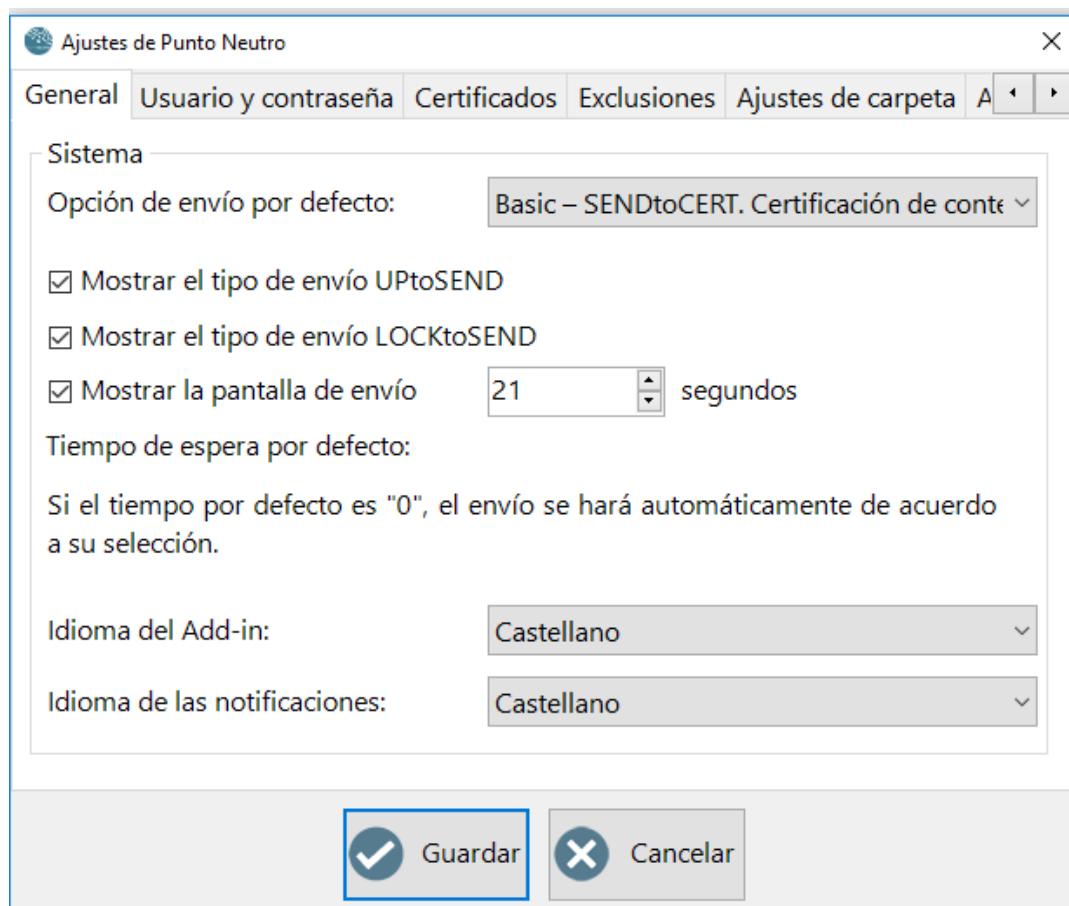 Ajustes de Punto Neutro
General Usuario y contraseña Certificados Exclusiones Ajustes de carpeta A
Sistema
Opción de envío por defecto: Basic – SENDtoCERT. Certificación de conte
Mostrar el tipo de envío UPtoSEND
Mostrar el tipo de envío LOCKtoSEND
Mostrar la pantalla de envío 21 segundos
Tiempo de espera por defecto:
Si el tiempo por defecto es "0", el envío se hará automáticamente de acuerdo
a su selección.
Idioma del Add-in: Castellano
Idioma de las notificaciones: Castellano
Guardar Cancelar